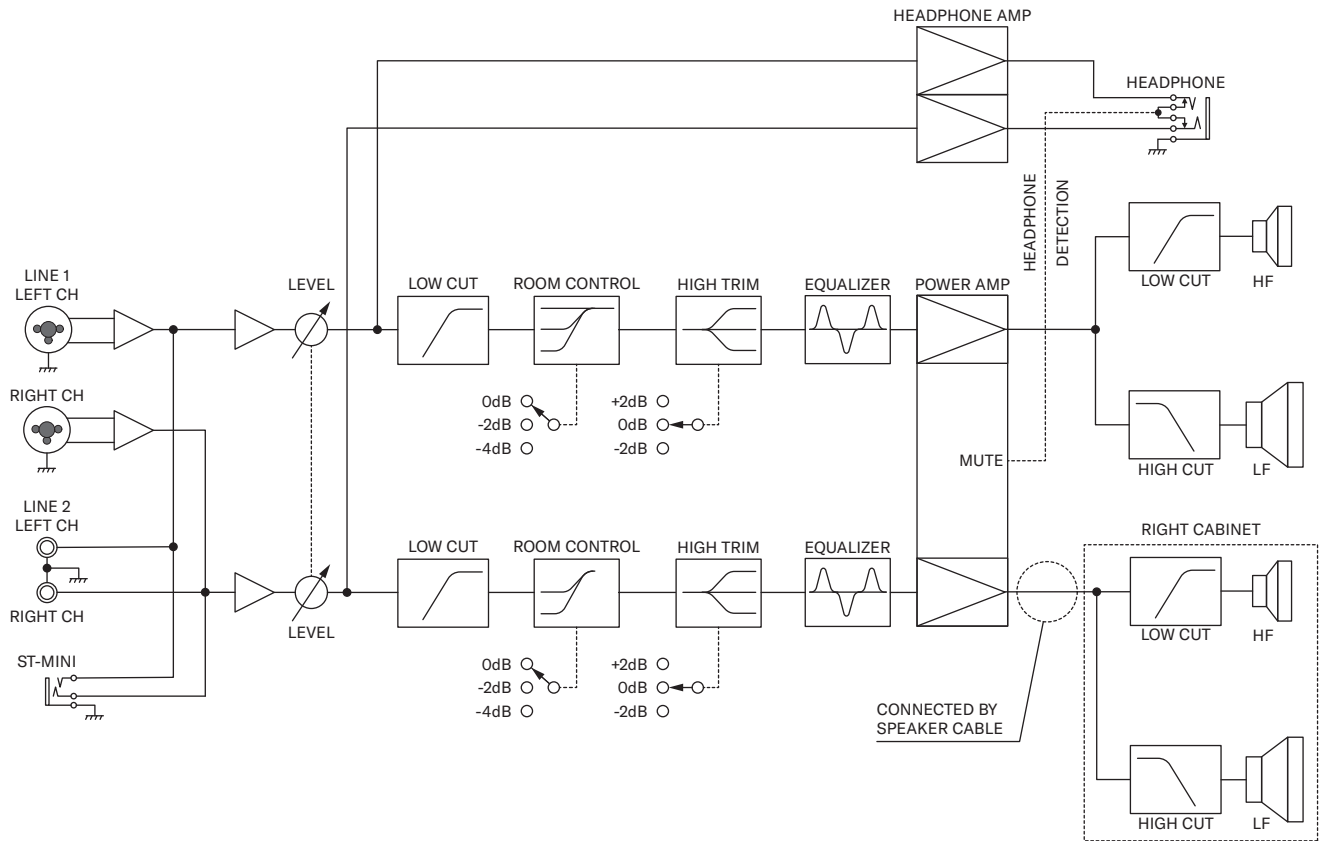 HEADPHONE AMP
HEADPHONE
HEADPHONE
DETECTION
LINE 1
LEFT CH
LEVEL
LOW CUT
ROOM CONTROL
HIGH TRIM
EQUALIZER
POWER AMP
LOW CUT
HF
RIGHT CH
0dB
-2dB
-4dB
+2dB
0dB
-2dB
MUTE
HIGH CUT
LF
LINE 2
LEFT CH
RIGHT CH
LEVEL
LOW CUT
ROOM CONTROL
HIGH TRIM
EQUALIZER
RIGHT CABINET
LOW CUT
HF
ST-MINI
0dB
-2dB
-4dB
+2dB
0dB
-2dB
CONNECTED BY
SPEAKER CABLE
HIGH CUT
LF